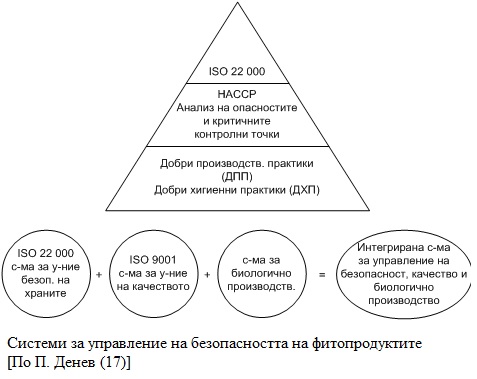 ISO 22 000
НАССР
Анализ на опасностите
и критичните
контролни точки
Добри производств. практики
(ДПП)
Добри хигиенни практики (ДХП)
ISO 22 000
с-ма за у-ние
безоп. на
храните
+
ISO 9001
с-ма за у-ние
на качеството
+
с-ма за
биологично
производств.
=
Интегрирана с-ма
за управление на
безопасност, качество и
биологично
производство
Системи за управление на безопасността на фитопродуктите
[По П. Денев (17)]